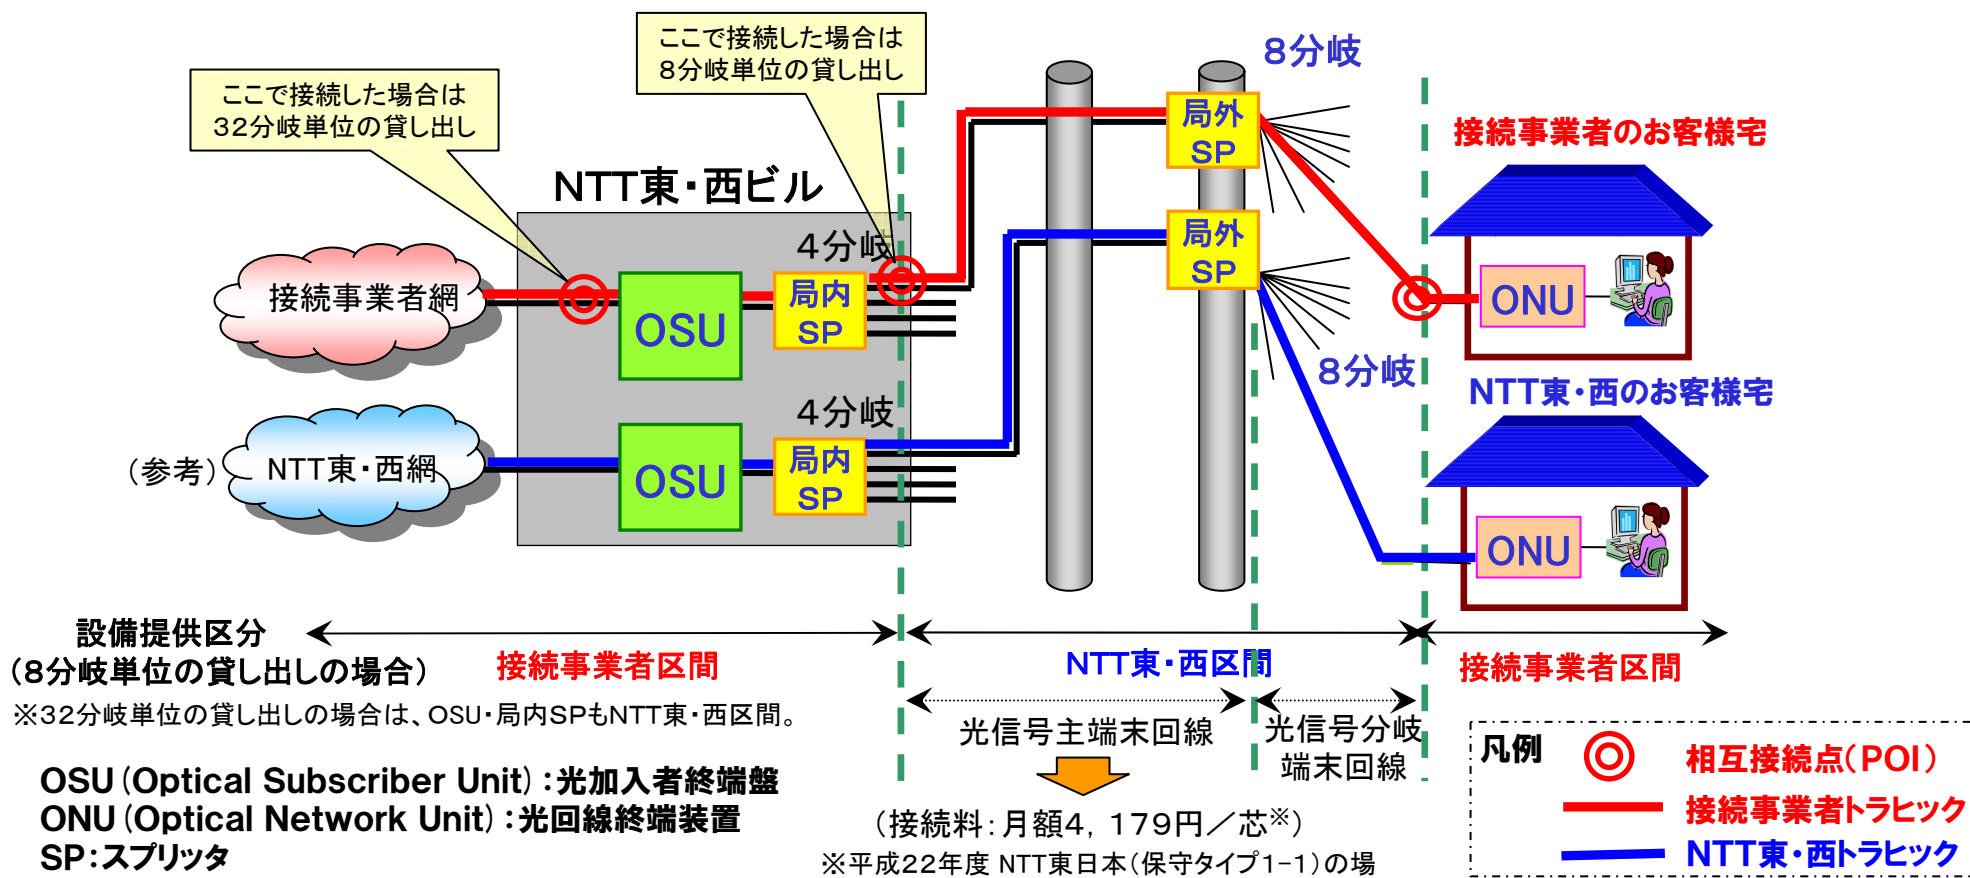 ここで接続した場合は
8分岐単位の貸し出し
8分岐
ここで接続した場合は
32分岐単位の貸し出し
局外
SP
接続事業者のお客様宅
NTT東・西ビル
4分岐
局外
SP
接続事業者網
OSU
局内
SP
ONU
8分岐
NTT東・西のお客様宅
4分岐
(参考)
NTT東・西網
OSU
局内
SP
ONU
設備提供区分
(8分岐単位の貸し出しの場合)
接続事業者区間
NTT東・西区間
接続事業者区間
※32分岐単位の貸し出しの場合は、OSU・局内SPもNTT東・西区間。
光信号主端末回線
光信号分岐
端末回線
凡例
相互接続点(POI)
接続事業者トラヒック
NTT東・西トラヒック
OSU(Optical Subscriber Unit):光加入者終端盤
ONU(Optical Network Unit):光回線終端装置
SP:スプリッタ
(接続料:月額4,179円/芯※)
※平成22年度 NTT東日本(保守タイプ1-1)の場